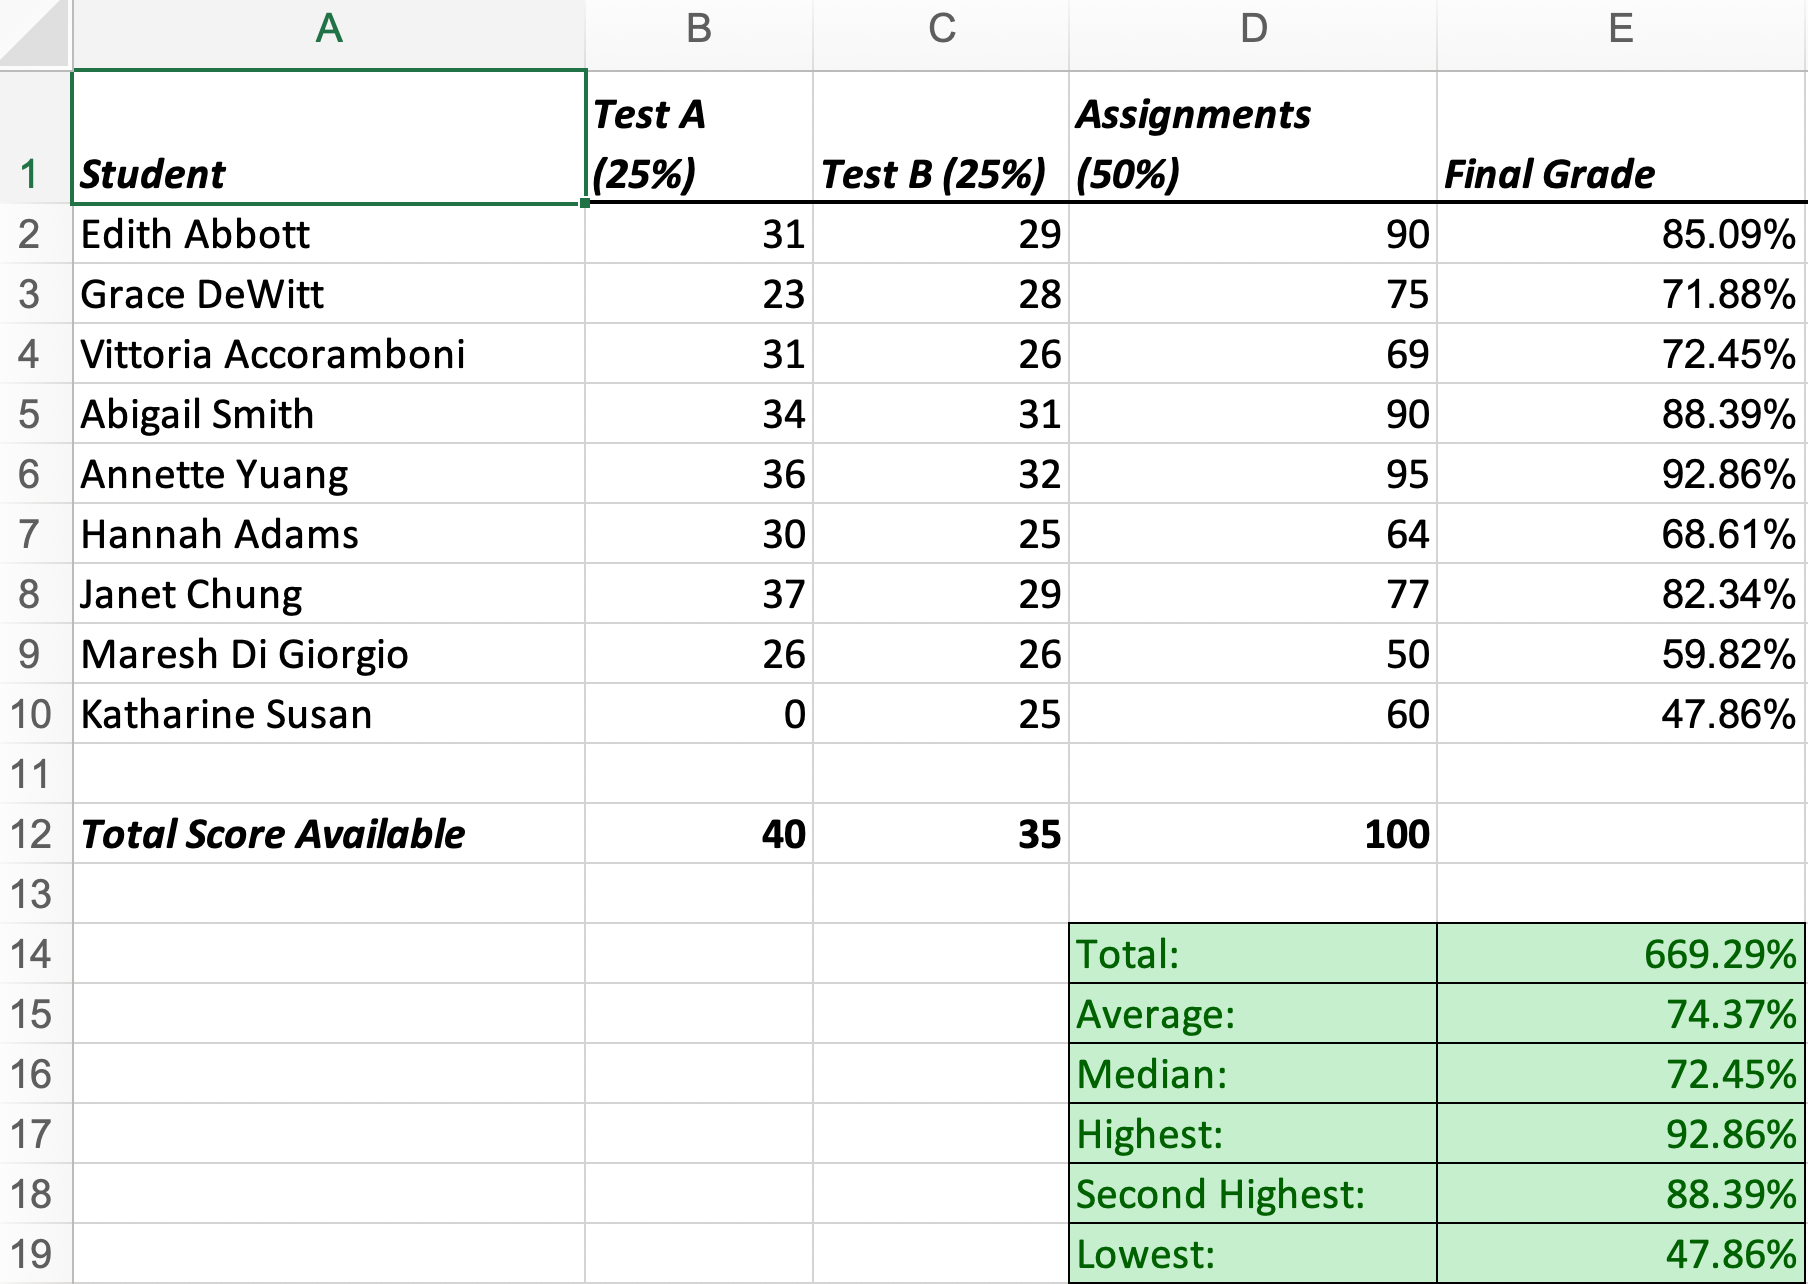 A B C D E
1 Student Test A (25%) Test B (25%) Assignments (50%) Final Grade
2 Edith Abbott 31 29 90 85.09%
3 Grace DeWitt 23 28 75 71.88%
4 Vittoria Accoramboni 31 26 69 72.45%
5 Abigail Smith 34 31 90 88.39%
6 Annette Yuang 36 32 95 92.86%
7 Hannah Adams 30 25 64 68.61%
8 Janet Chung 37 29 77 82.34%
9 Maresh Di Giorgio 26 26 50 59.82%
10 Katharine Susan 0 25 60 47.86%
11
12 Total Score Available 40 35 100
13
14 Total: 669.29%
15 Average: 74.37%
16 Median: 72.45%
17 Highest: 92.86%
18 Second Highest: 88.39%
19 Lowest: 47.86%